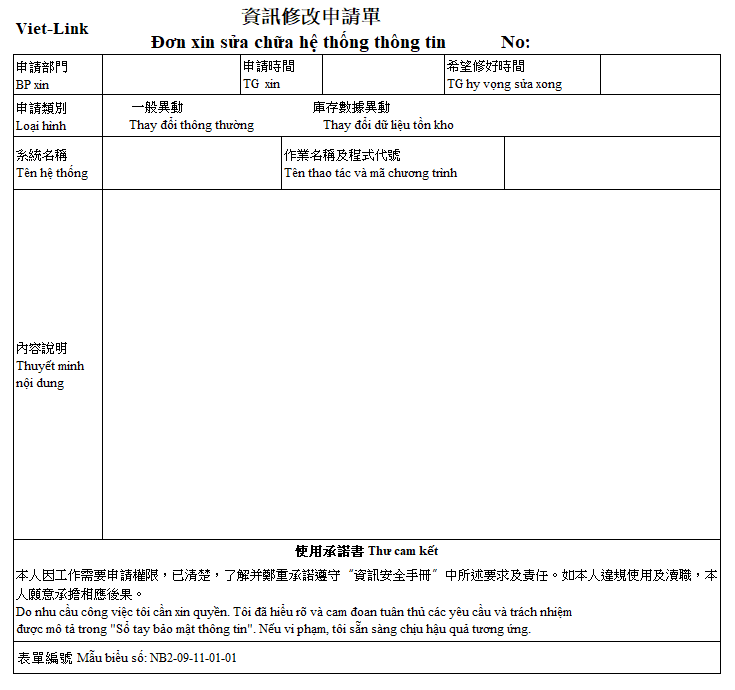 Viet-Link
資訊修改申請單
Đơn xin sửa chữa hệ thống thông tin No:
申請部門
BP xin
申請時間
TG xin
希望修好時間
TG hy vọng sửa xong
申請類別
Loại hình
一般異動
Thay đổi thông thường
庫存數據異動
Thay đổi dữ liệu tồn kho
系統名稱
Tên hệ thống
作業名稱及程式代號
Tên thao tác và mã chương trình
內容說明
Thuyết minh
nội dung
使用承諾書 Thư cam kết
本人因工作需要申請權限，已清楚，了解并鄭重承諾遵守“資訊安全手冊”中所述要求及責任。如本人違規使用及瀆職，本
人願意承擔相應後果。
Do nhu cầu công việc tôi cần xin quyền. Tôi đã hiểu rõ và cam đoan tuân thủ các yêu cầu và trách nhiệm
được mô tả trong "Sổ tay bảo mật thông tin". Nếu vi phạm, tôi sẵn sàng chịu hậu quả tương ứng.
表單編號 Mẫu biểu số: NB2-09-11-01-01